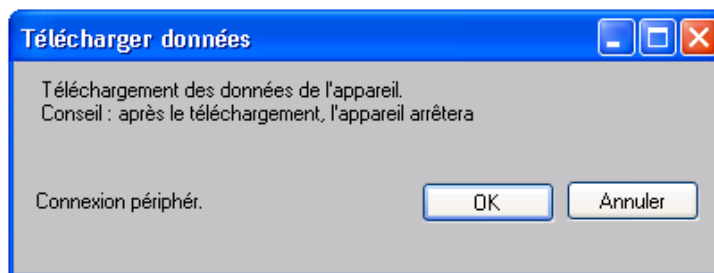 Télécharger données
Téléchargement des données de l'appareil.
Conseil : après le téléchargement, l'appareil arrêtera
Connexion périphér.
OK
Annuler